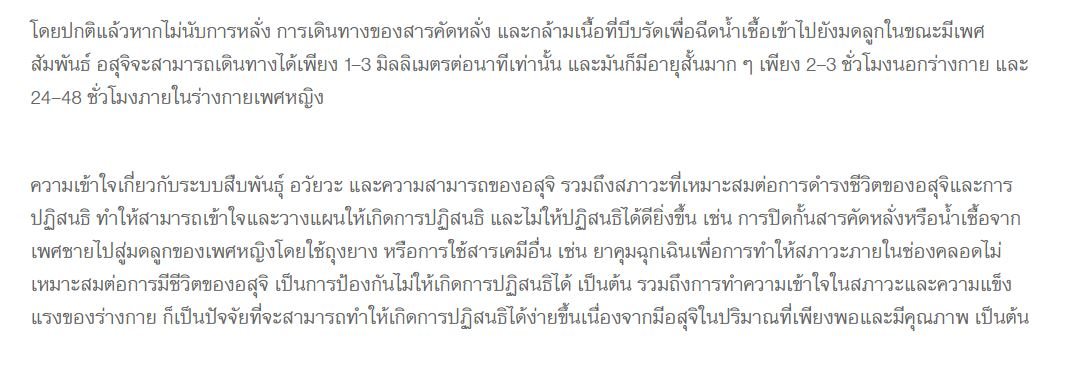 โดยปกติแล้วหากไม่นับการหลั่ง การเดินทางของสารคัดหลั่ง และกล้ามเนื้อที่บีบรัดเพื่อฉีดน้ำเชื้อเข้าไปยังมดลูกในขณะมีเพศ
สัมพันธ์ อสุจิจะสามารถเดินทางได้เพียง 1–3 มิลลิเมตรต่อนาทีเท่านั้น และมันก็มีอายุสั้นมาก ๆ เพียง 2–3 ชั่วโมงนอกร่างกาย และ
24–48 ชั่วโมงภายในร่างกายเพศหญิง
ความเข้าใจเกี่ยวกับระบบสืบพันธุ์ อวัยวะ และความสามารถของอสุจิ รวมถึงสภาวะที่เหมาะสมต่อการดำรงชีวิตของอสุจิและการ
ปฏิสนธิ ทำให้สามารถเข้าใจและวางแผนให้เกิดการปฏิสนธิ และไม่ให้ปฏิสนธิได้ดียิ่งขึ้น เช่น การปิดกั้นสารคัดหลั่งหรือน้ำเชื้อจาก
เพศชายไปสู่มดลูกของเพศหญิงโดยใช้ถุงยาง หรือการใช้สารเคมีอื่น เช่น ยาคุมฉุกเฉินเพื่อการทำให้สภาวะภายในช่องคลอดไม่
เหมาะสมต่อการมีชีวิตของอสุจิ เป็นการป้องกันไม่ให้เกิดการปฏิสนธิได้ เป็นต้น รวมถึงการทำความเข้าใจในสภาวะและความแข็ง
แรงของร่างกาย ก็เป็นปัจจัยที่จะสามารถทำให้เกิดการปฏิสนธิได้ง่ายขึ้นเนื่องจากมีอสุจิในปริมาณที่เพียงพอและมีคุณภาพ เป็นต้น